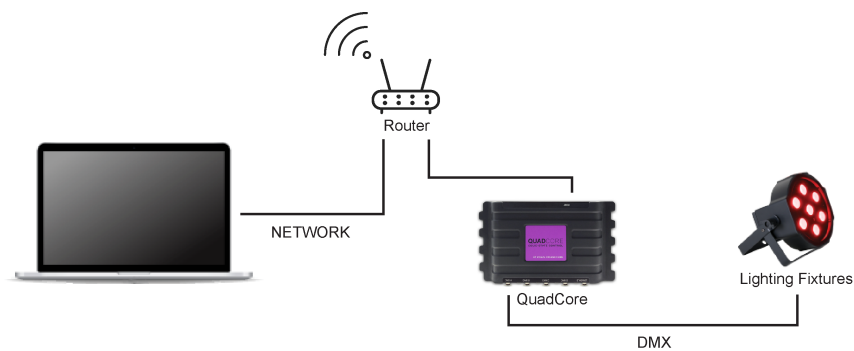 Router
NETWORK
QUADCORE
QuadCore
Lighting Fixtures
DMX